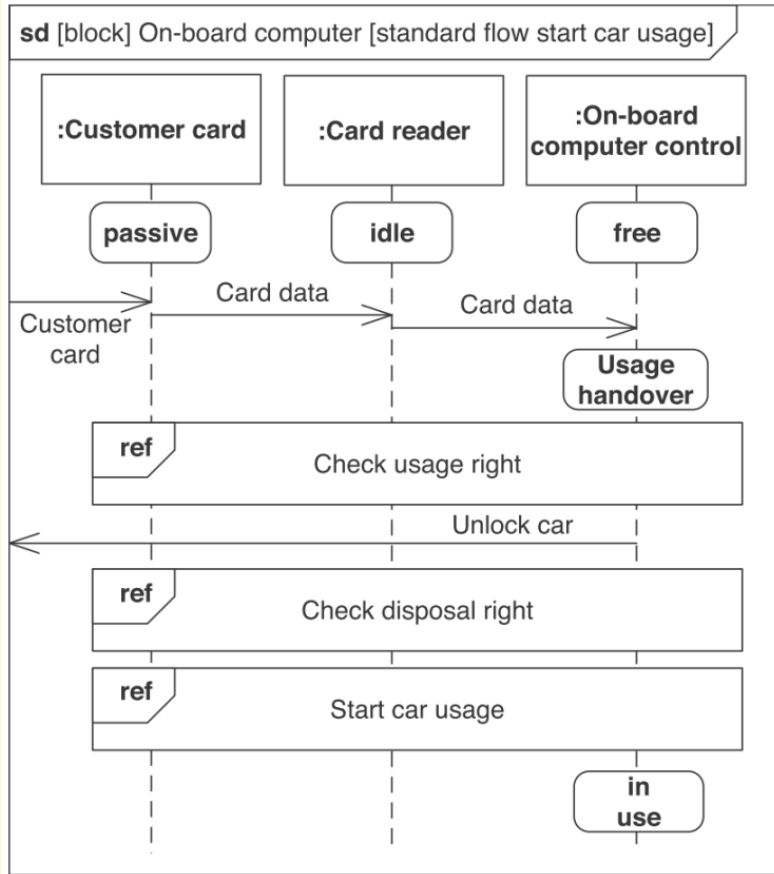 sd [block] On-board computer [standard flow start car usage]
:Customer card
:Card reader
:On-board
computer control
passive
idle
free
Customer
card
Card data
Card data
Usage
handover
ref
Check usage right
Unlock car
ref
Check disposal right
ref
Start car usage
in
use